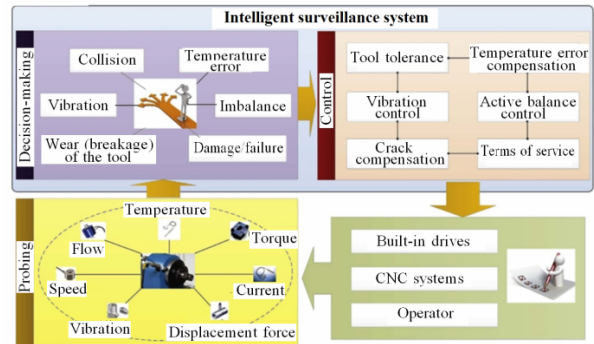 Intelligent surveillance system
Decision-making
Collision
Temperature
error
Vibration
Imbalance
Wear (breakage)
of the tool
Damage/failure
Control
Tool tolerance
Temperature error
compensation
Vibration
control
Active balance
control
Crack
compensation
Terms of service
Probing
Temperature
Flow
Torque
Speed
Current
Vibration
Displacement force
Built-in drives
CNC systems
Operator